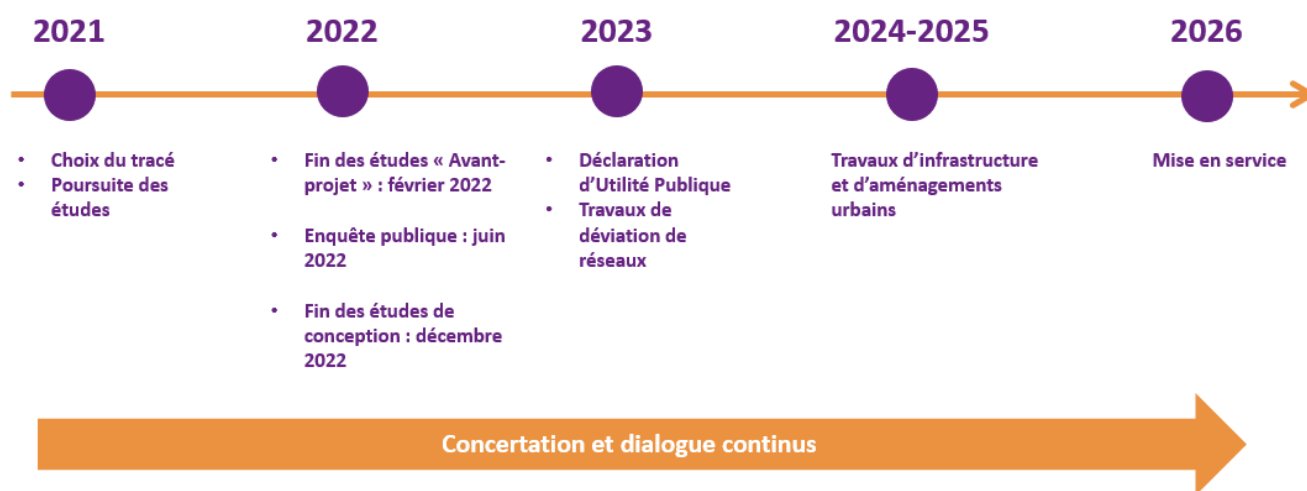 2021
2022
2023
2024-2025
2026
• Choix du tracé
• Poursuite des
études
• Fin des études « Avant-
projet » : février 2022
• Enquête publique : juin
2022
• Fin des études de
conception : décembre
2022
• Déclaration
d’Utilité Publique
• Travaux de
déviation de
réseaux
Travaux d’infrastructure
et d’aménagements
urbains
Mise en service
Concertation et dialogue continus